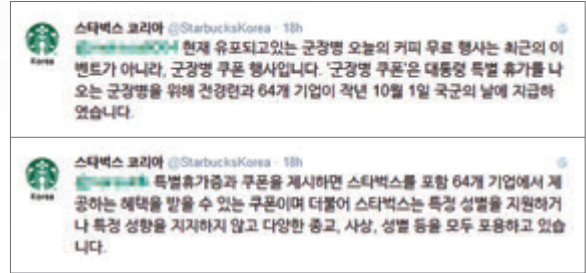 스타벅스 코리아 @StarbucksKorea · 18h
현재 유포되고있는 군장병 오늘의 커피 무료 행사는 최근의 이
벤트가 아니라, 군장병 쿠폰 행사입니다. '군장병 쿠폰'은 대통령 특별 휴가를 나
오는 군장병을 위해 전경련과 64개 기업이 작년 10월 1일 국군의 날에 지급하
였습니다.
Korea
스타벅스 코리아 @StarbucksKorea · 18h
특별휴가증과 쿠폰을 제시하면 스타벅스를 포함 64개 기업에서 제
공하는 혜택을 받을 수 있는 쿠폰이며 더불어 스타벅스는 특정 성별을 지원하거
나 특정 성향을 지지하지 않고 다양한 종교, 사상, 성별 등을 모두 포용하고 있습
니다.
Korea